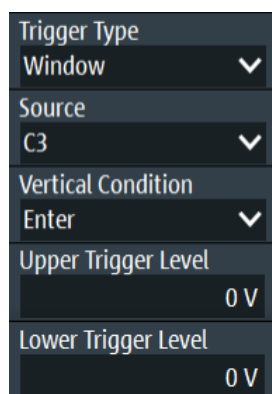 Trigger Type
Window
Source
C3
Vertical Condition
Enter
Upper Trigger Level
0 V
Lower Trigger Level
0 V